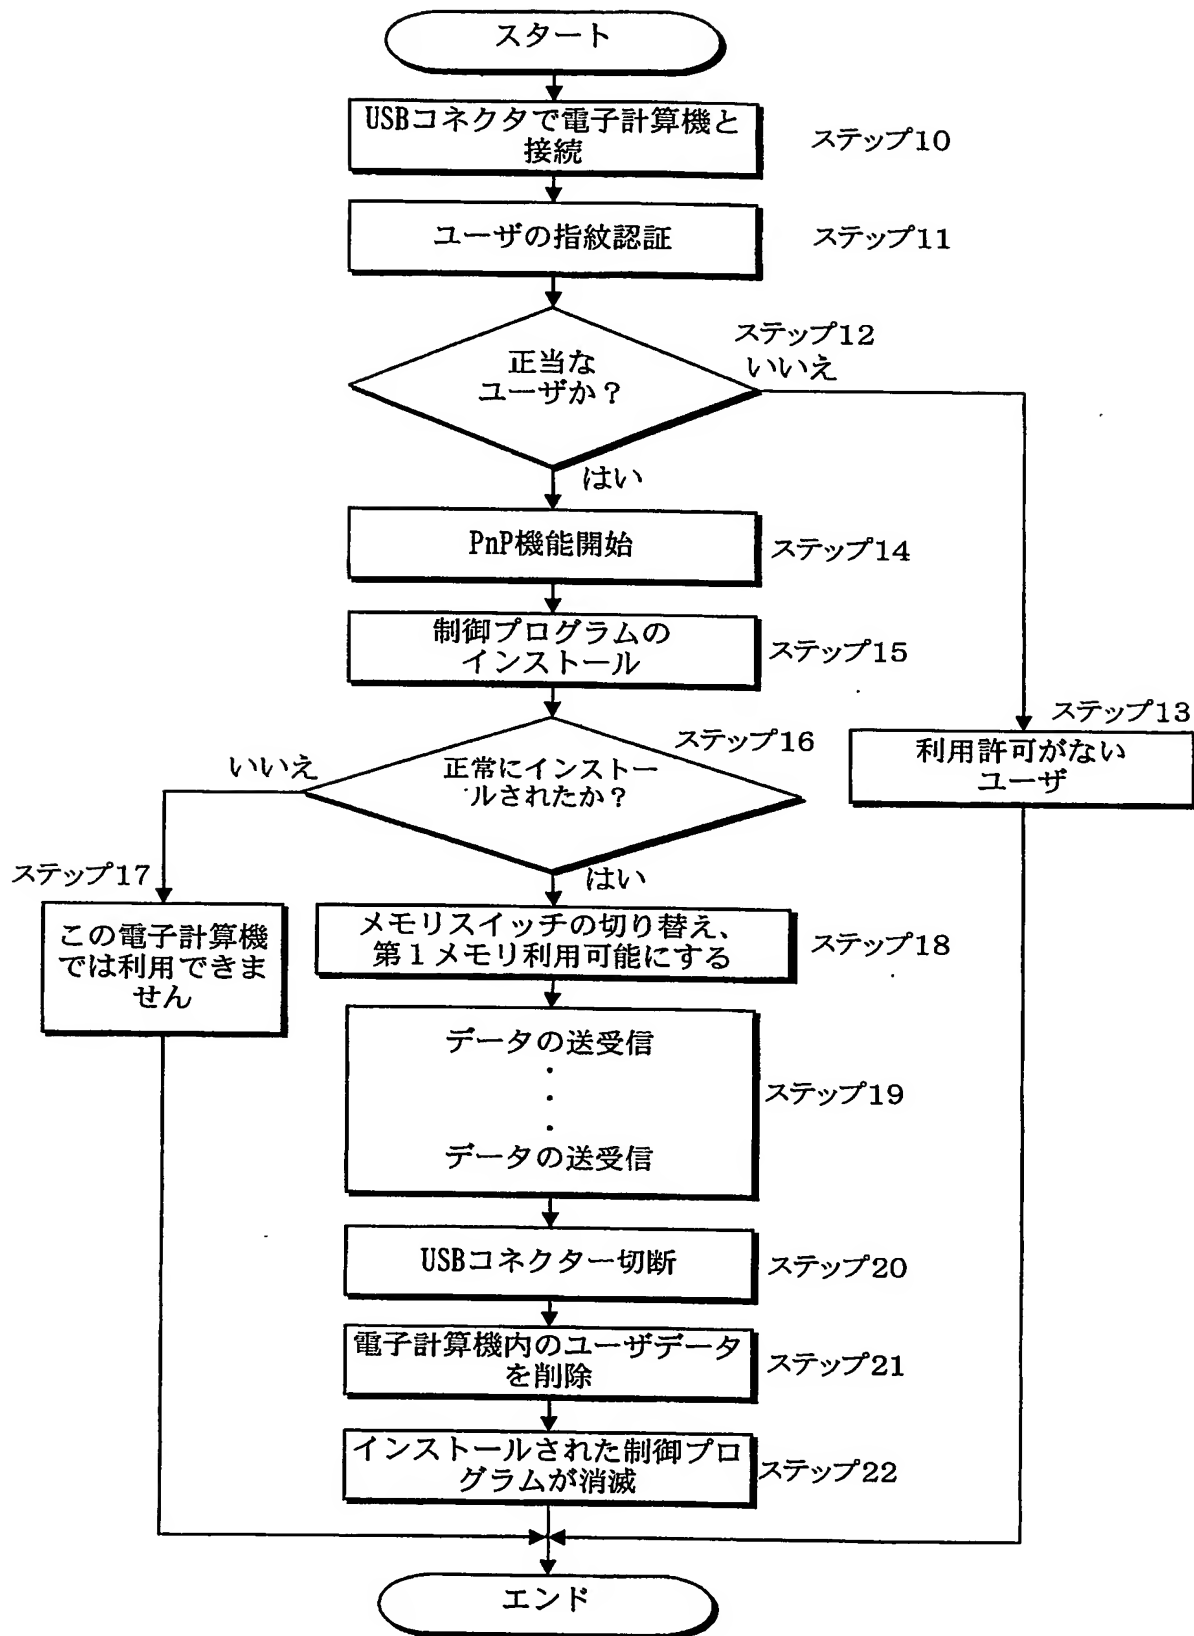 スタート
USBコネクタで電子計算機と
接続
ステップ10
ユーザの指紋認証
ステップ11
ステップ12
正当な
ユーザか？
いいえ
はい
PnP機能開始
ステップ14
制御プログラムの
インストール
ステップ15
ステップ13
利用許可がない
ユーザ
ステップ16
いいえ
正常にインストー
ルされたか？
はい
ステップ17
この電子計算機
では利用できま
せん
メモリスイッチの切り替え、
第１メモリ利用可能にする
ステップ18
データの送受信
・
・
・
データの送受信
ステップ19
USBコネクター切断
ステップ20
電子計算機内のユーザデータ
を削除
ステップ21
インストールされた制御プロ
グラムが消滅
ステップ22
エンド